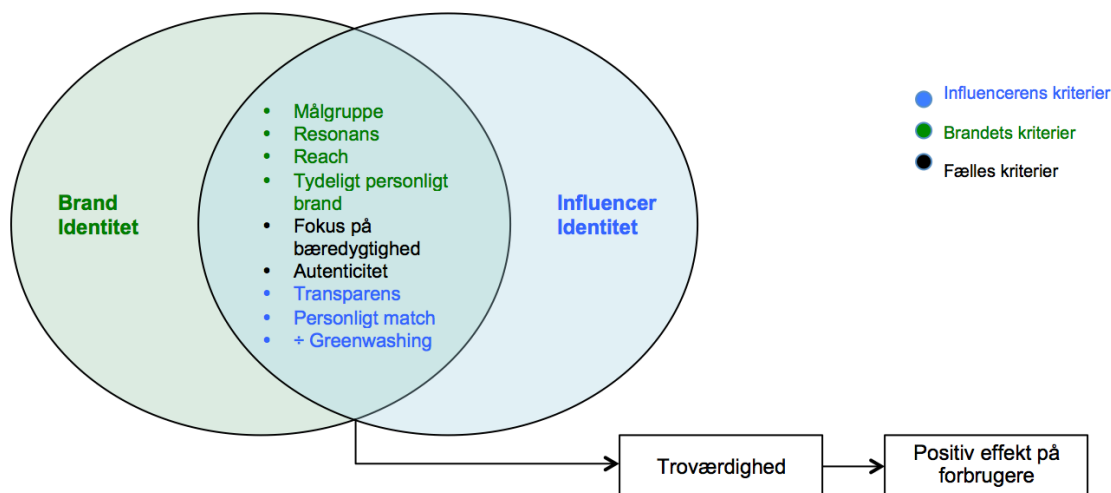 Brand
Identitet
• Målgruppe
• Resonans
• Reach
• Tydeligt personligt
brand
• Fokus på
bæredygtighed
• Autenticitet
• Transparens
• Personligt match
• ÷ Greenwashing
Influencer
Identitet
Influencerens kriterier
Brandets kriterier
Fælles kriterier
Troværdighed
Positiv effekt på
forbrugere